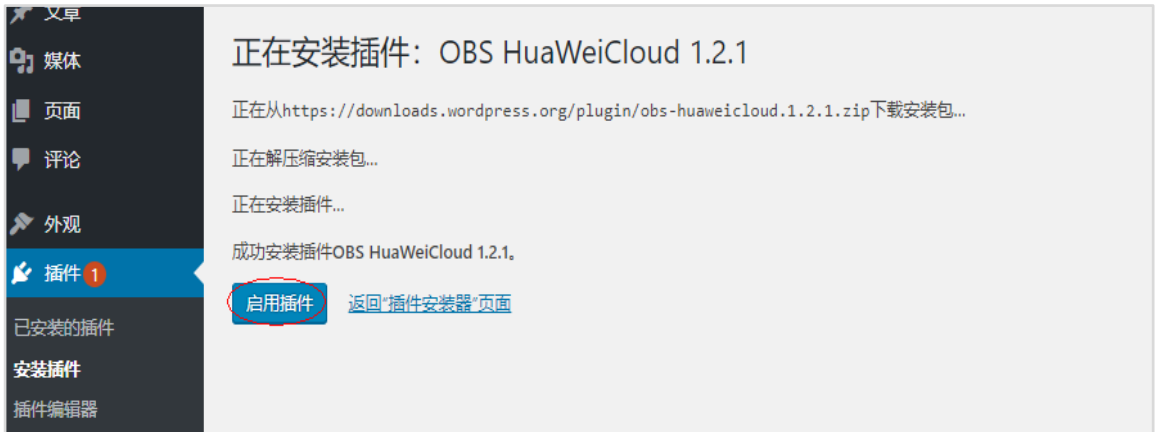 文章
媒体
页面
评论
外观
插件 1
已安装的插件
安装插件
插件编辑器
正在安装插件：OBS HuaWeiCloud 1.2.1
正在从https://downloads.wordpress.org/plugin/obs-huaweicloud.1.2.1.zip下载安装包…
正在解压缩安装包…
正在安装插件…
成功安装插件OBS HuaWeiCloud 1.2.1。
启用插件 返回“插件安装器”页面